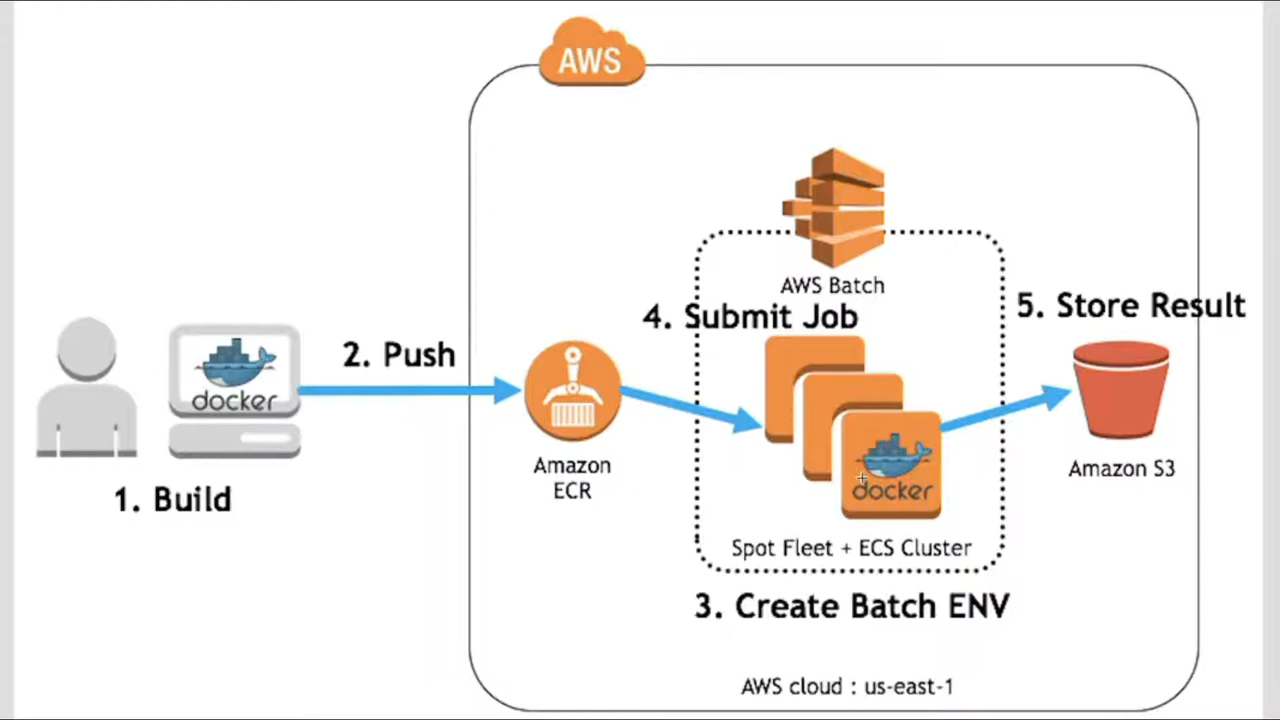 AWS
AWS Batch
4. Submit Job
5. Store Result
2. Push
docker
Amazon
ECR
docker
Amazon S3
1. Build
Spot Fleet + ECS Cluster
3. Create Batch ENV
AWS cloud : us-east-1